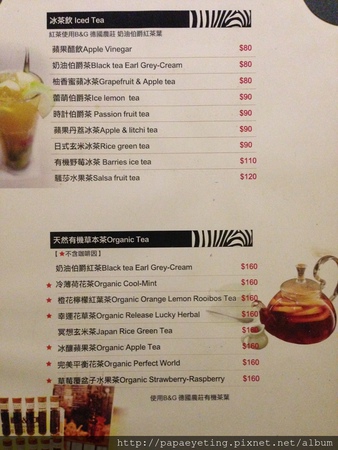 冰茶飲 Iced Tea
紅茶使用B&G 德國農莊 奶油伯爵紅茶葉
蘋果醋飲Apple Vinegar $80
奶油伯爵茶Black tea Earl Grey-Cream $80
柚香蜜蘋冰茶Grapefruit & Apple tea $80
蕾萌伯爵茶Ice lemon tea $90
時計伯爵茶 Passion fruit tea $90
蘋果丹荔冰茶Apple & litchi tea $90
日式玄米冰茶Rice green tea $90
有機野莓冰茶 Barries ice tea $110
騷莎水果茶Salsa fruit tea $120
天然有機草本茶Organic Tea
【★不含咖啡因】
奶油伯爵紅茶Black tea Earl Grey-Cream $160
★ 冷薄荷花茶Organic Cool-Mint $160
★ 橙花檸檬紅葉茶Organic Orange Lemon Rooibos Tea $160
★ 幸運花草茶Organic Release Lucky Herbal $160
冥想玄米茶Japan Rice Green Tea $160
★ 冰釀蘋果茶Organic Apple Tea $160
★ 完美平衡花茶Organic Perfect World $160
★ 草莓覆盆子水果茶Organic Strawberry-Raspberry $160
使用B&G 德國農莊有機茶葉
http://papaeyeting.pixnet.net/album